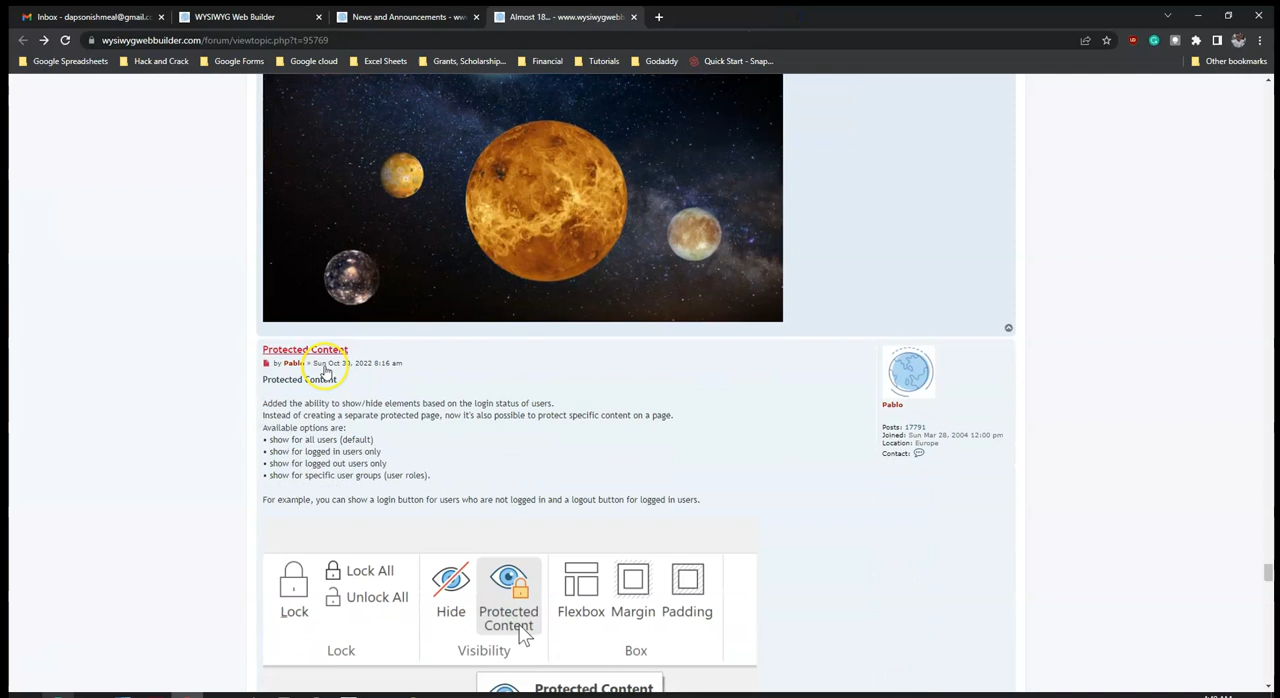 Inbox - dapsonishmeal@gmail.c
WYSIWYG Web Builder
News and Announcements - www
Almost 18... - www.wysiwygwebb
wysiwygwebbuilder.com/forum/viewtopic.php?t=95769
Google Spreadsheets
Hack and Crack
Google Forms
Google cloud
Excel Sheets
Grants, Scholarship...
Financial
Tutorials
Godaddy
Quick Start - Snap...
Other bookmarks
Protected Content
by Pablo » Sun Oct 30, 2022 8:16 am
Protected Content
Added the ability to show/hide elements based on the login status of users.
Instead of creating a separate protected page, now it's also possible to protect specific content on a page.
Available options are:
• show for all users (default)
• show for logged in users only
• show for logged out users only
• show for specific user groups (user roles).
For example, you can show a login button for users who are not logged in and a logout button for logged in users.
Pablo
Posts: 17791
Joined: Sun Mar 28, 2004 12:00 pm
Location: Europe
Contact:
Lock
Lock All
Unlock All
Hide
Protected
Content
Flexbox
Margin
Padding
Lock
Visibility
Box
Protected Content